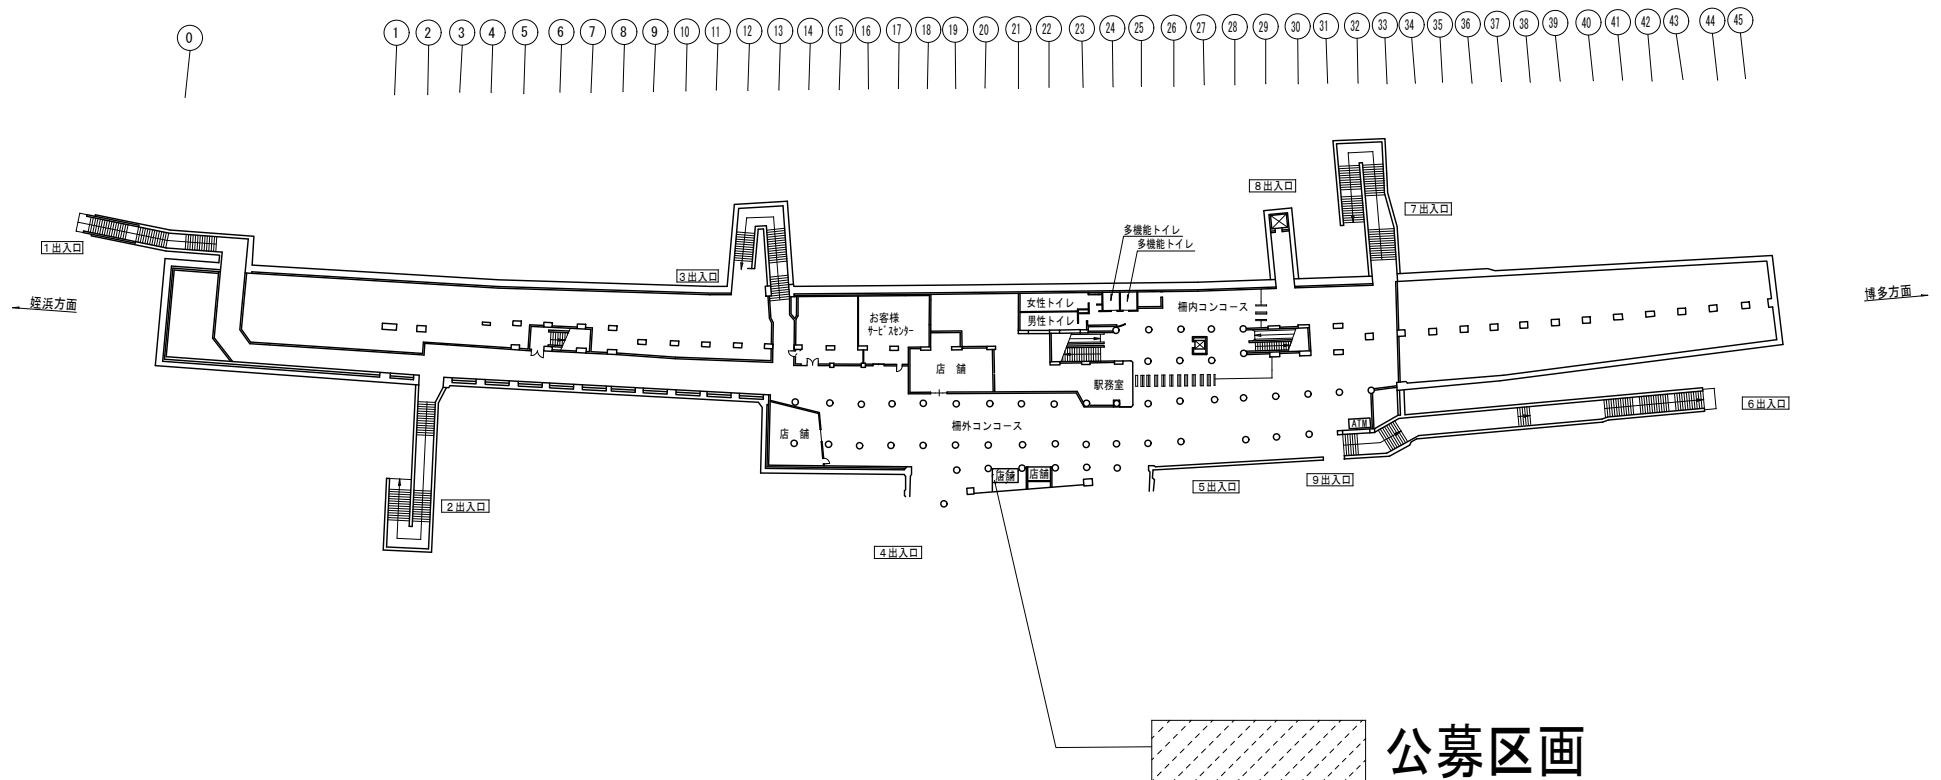 0 1 2 3 4 5 6 7 8 9 10 11 12 13 14 15 16 17 18 19 20 21 22 23 24 25 26 27 28 29 30 31 32 33 34 35 36 37 38 39 40 41 42 43 44 45
8出入口
7出入口
多機能トイレ
多機能トイレ
1出入口
3出入口
姪浜方面
博多方面
女性トイレ
柵内コンコース
お客様
サービスセンター
男性トイレ
店舗
駅務室
6出入口
ATM
柵外コンコース
店舗
店舗
店舗
9出入口
5出入口
2出入口
4出入口
公募区画